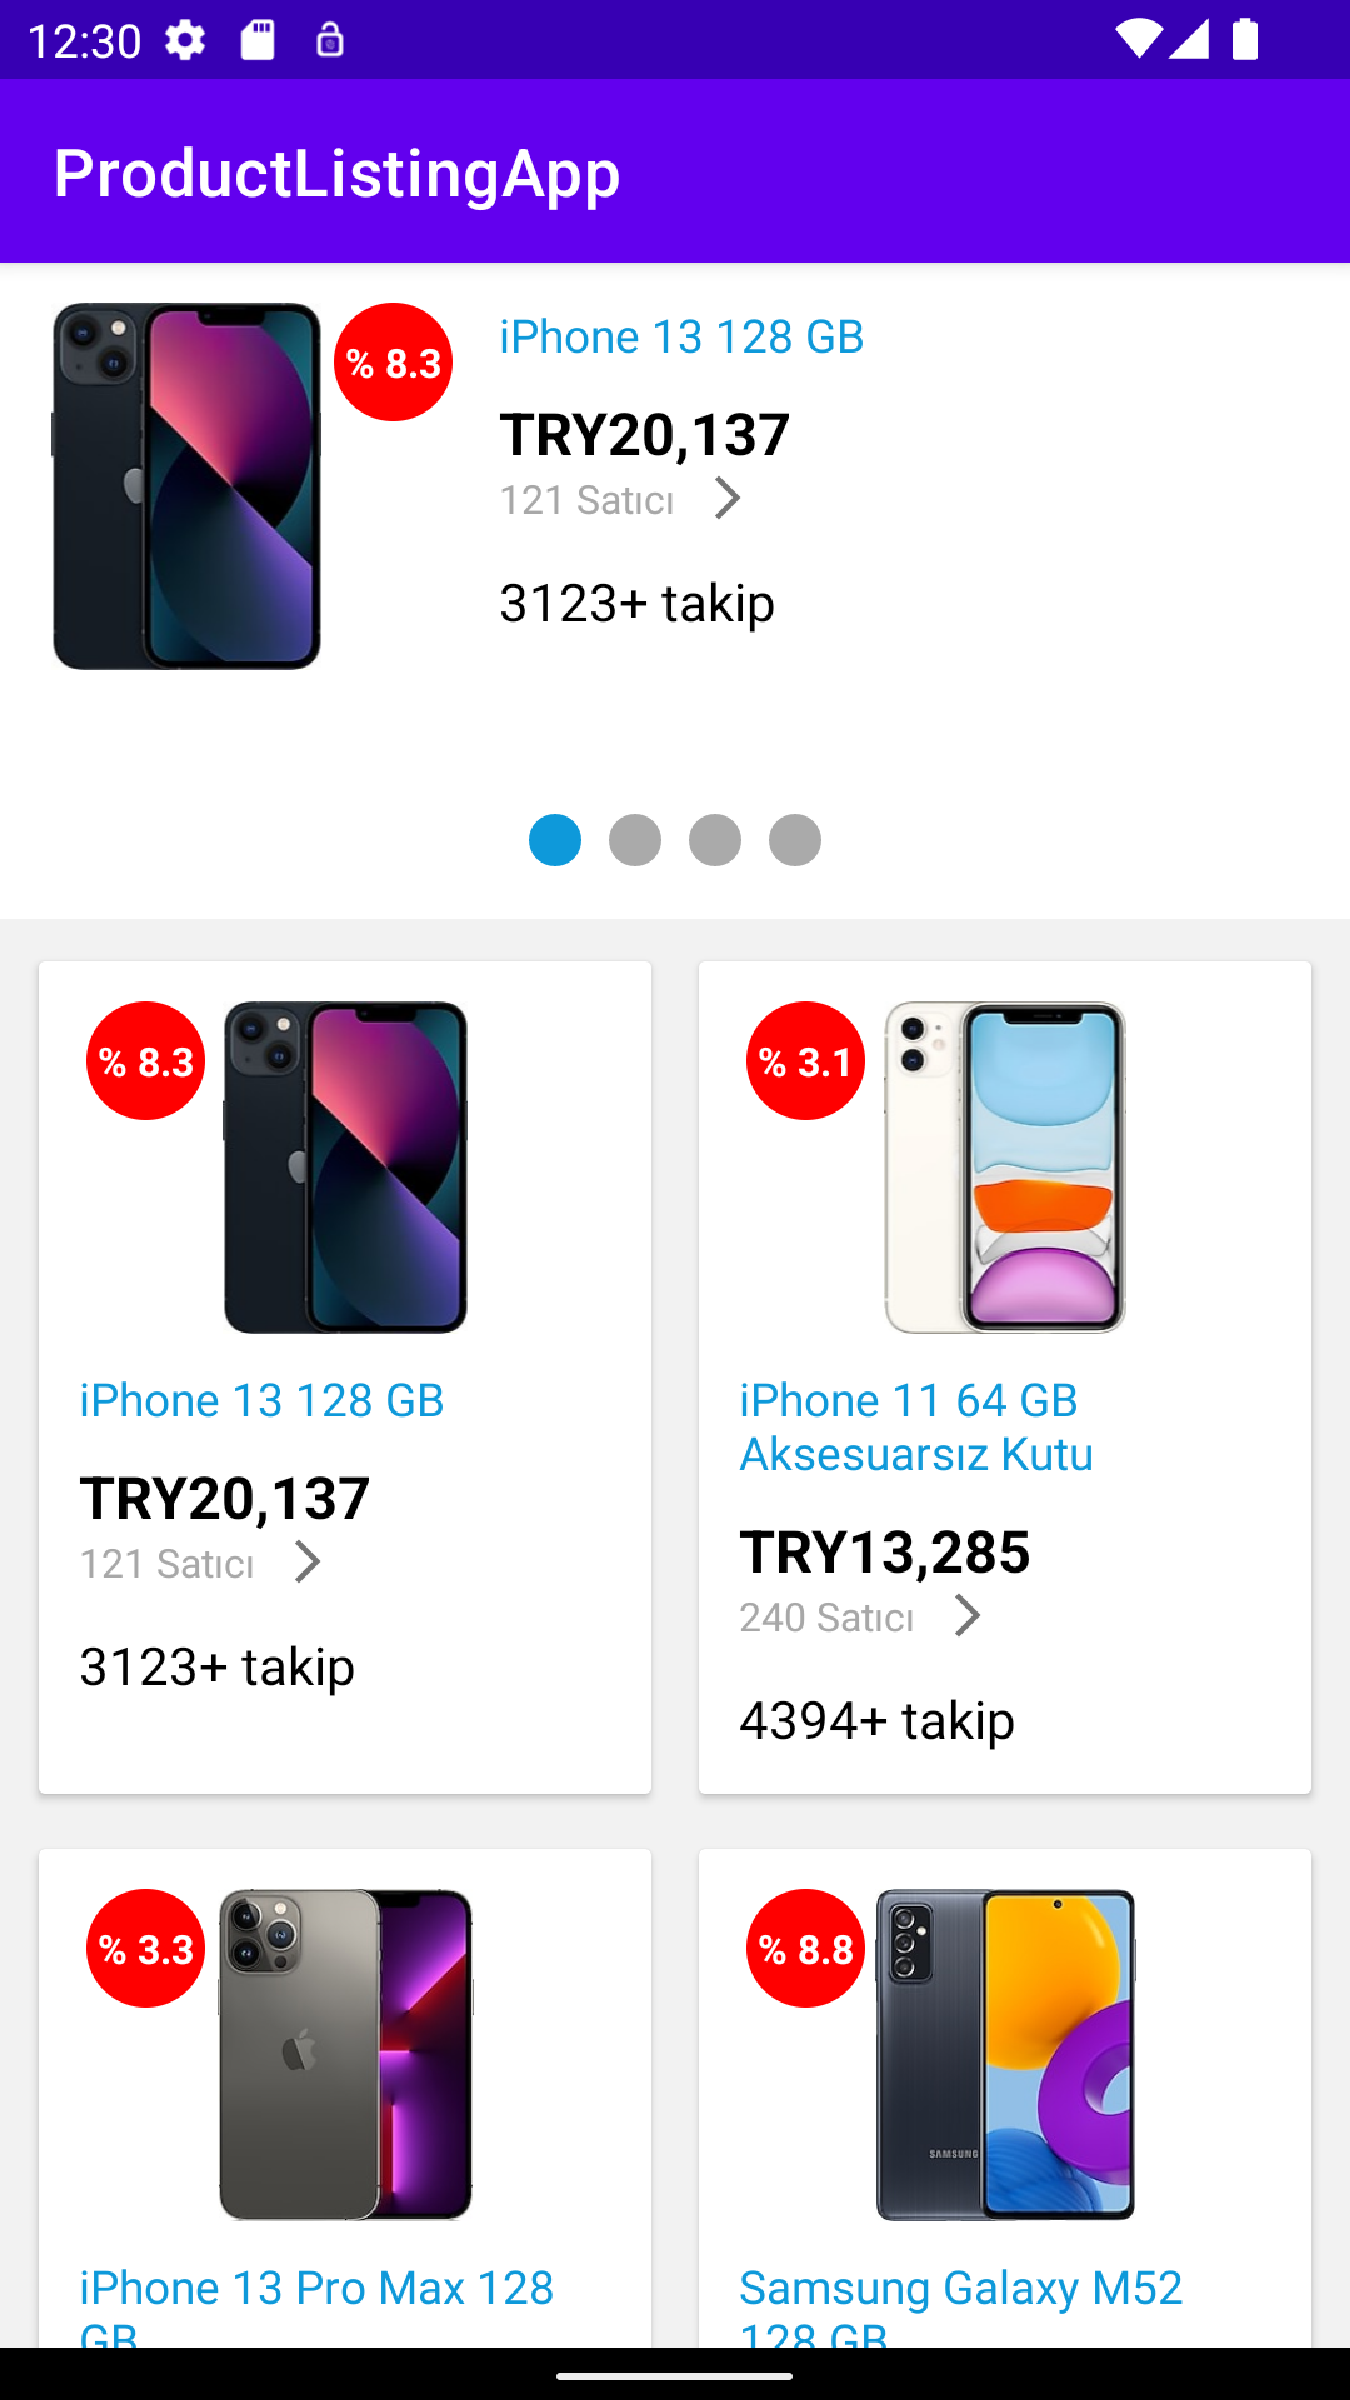 12:30
ProductListingApp
% 8.3
iPhone 13 128 GB
TRY20,137
121 Satıcı
3123+ takip
% 8.3
iPhone 13 128 GB
TRY20,137
121 Satıcı
3123+ takip
% 3.1
iPhone 11 64 GB
Aksesuarsız Kutu
TRY13,285
240 Satıcı
4394+ takip
% 3.3
iPhone 13 Pro Max 128
GB
% 8.8
SAMSUNG
Samsung Galaxy M52
128 GB